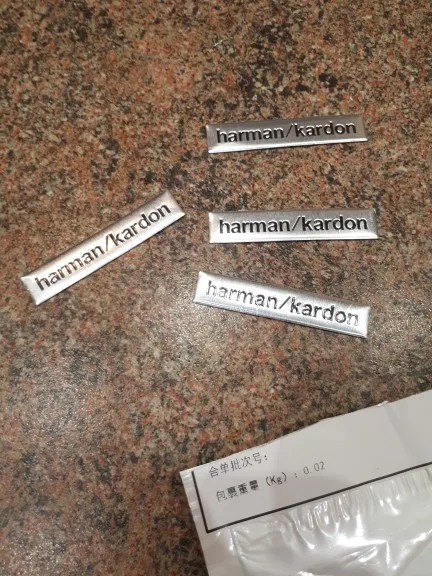 harman/kardon
harman/kardon
harman/kardon
harman/kardon
合单批次号:
包裹重量 (Kg) : 0.02